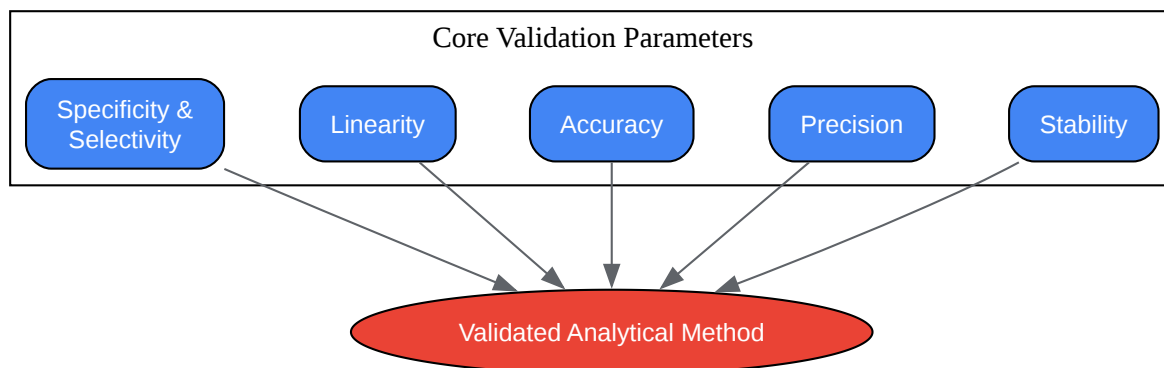 Core Validation Parameters
Specificity &
Selectivity
Linearity
Accuracy
Precision
Stability
Validated Analytical Method